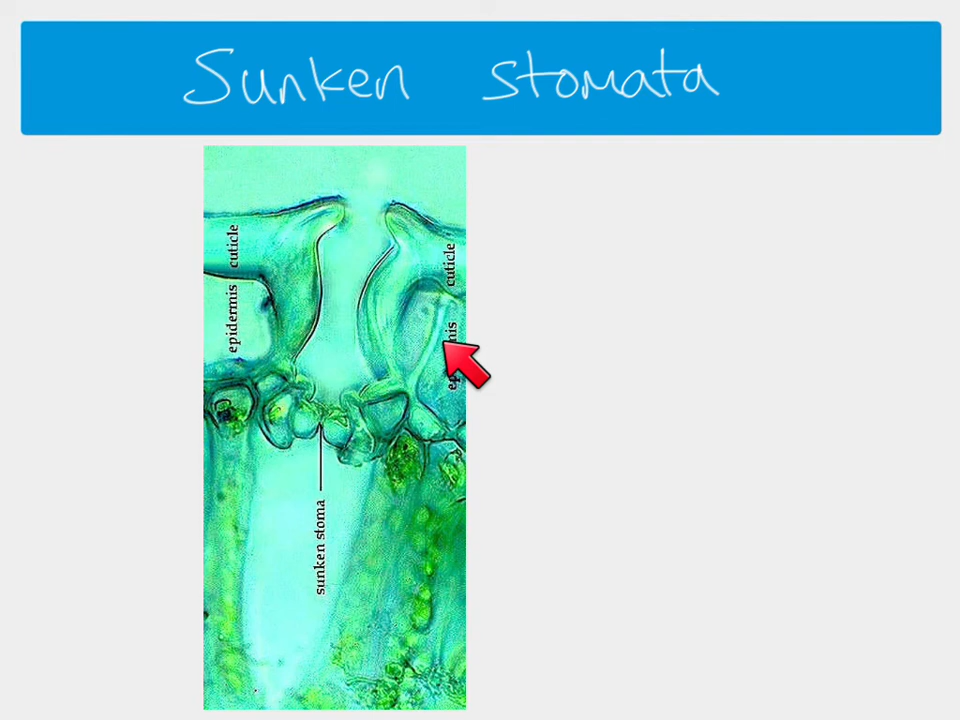 Sunken stomata
cuticle
epidermis
cuticle
sunken stoma